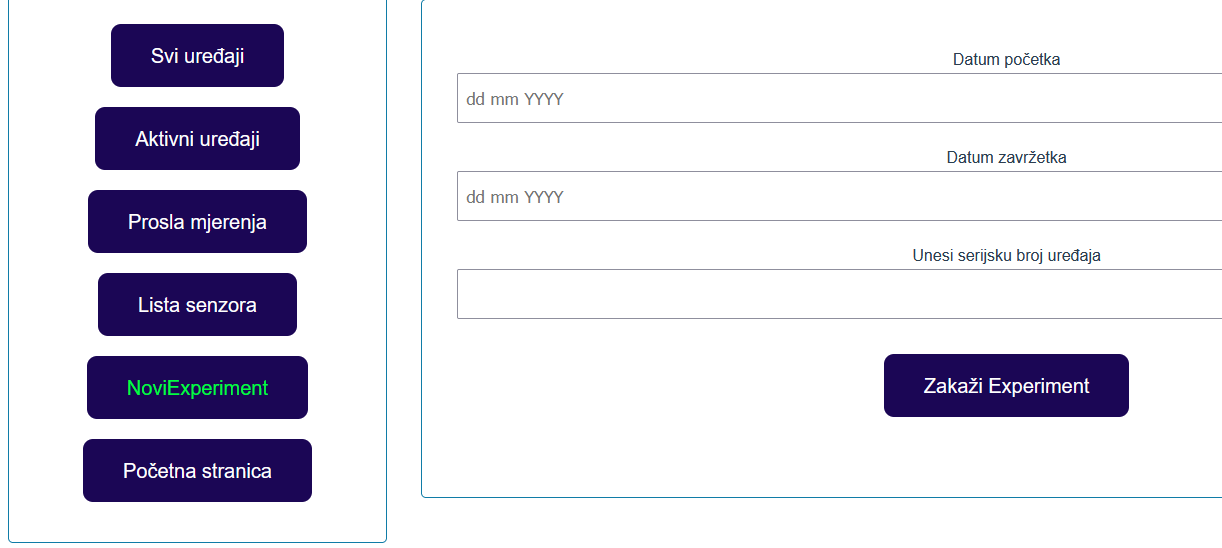 Svi uređaji
Aktivni uređaji
Prosla mjerenja
Lista senzora
NoviExperiment
Početna stranica
Datum početka
dd mm YYYY
Datum završetka
dd mm YYYY
Unesi serijsku broj uređaja
Zakaži Experiment